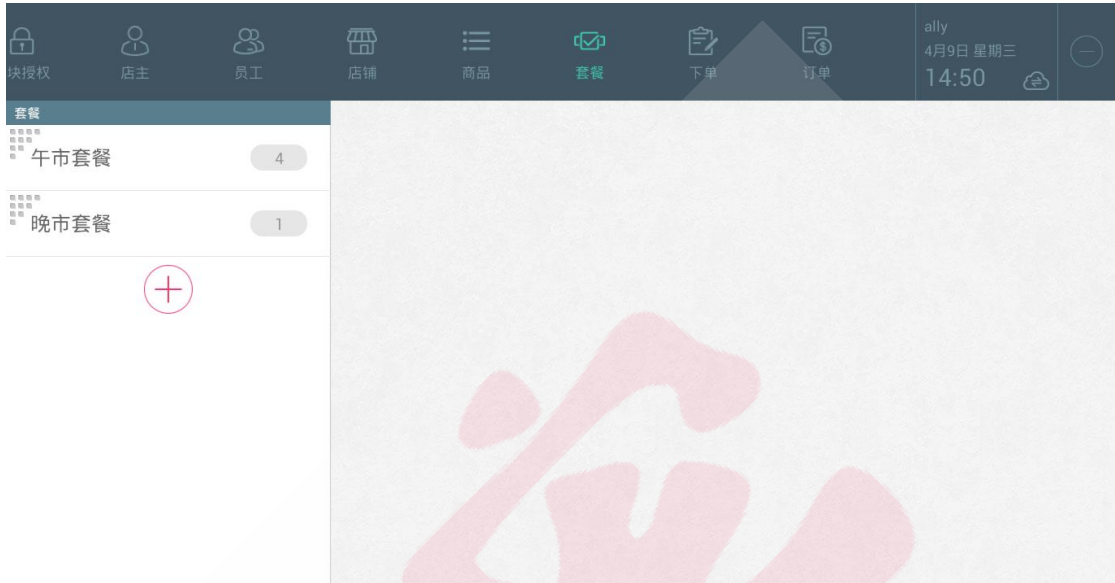 块授权
店主
员工
店铺
商品
套餐
下单
订单
ally
4月9日 星期三
14:50
套餐
午市套餐
4
晚市套餐
1